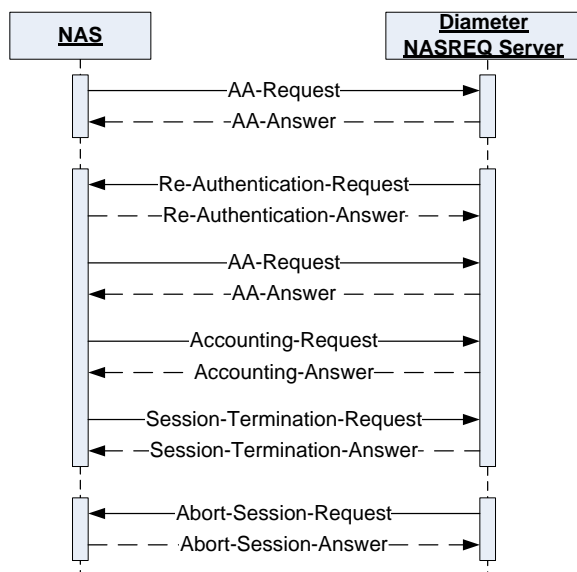 NAS
Diameter
NASREQ Server
AA-Request
AA-Answer
Re-Authentication-Request
Re-Authentication-Answer
AA-Request
AA-Answer
Accounting-Request
Accounting-Answer
Session-Termination-Request
Session-Termination-Answer
Abort-Session-Request
Abort-Session-Answer